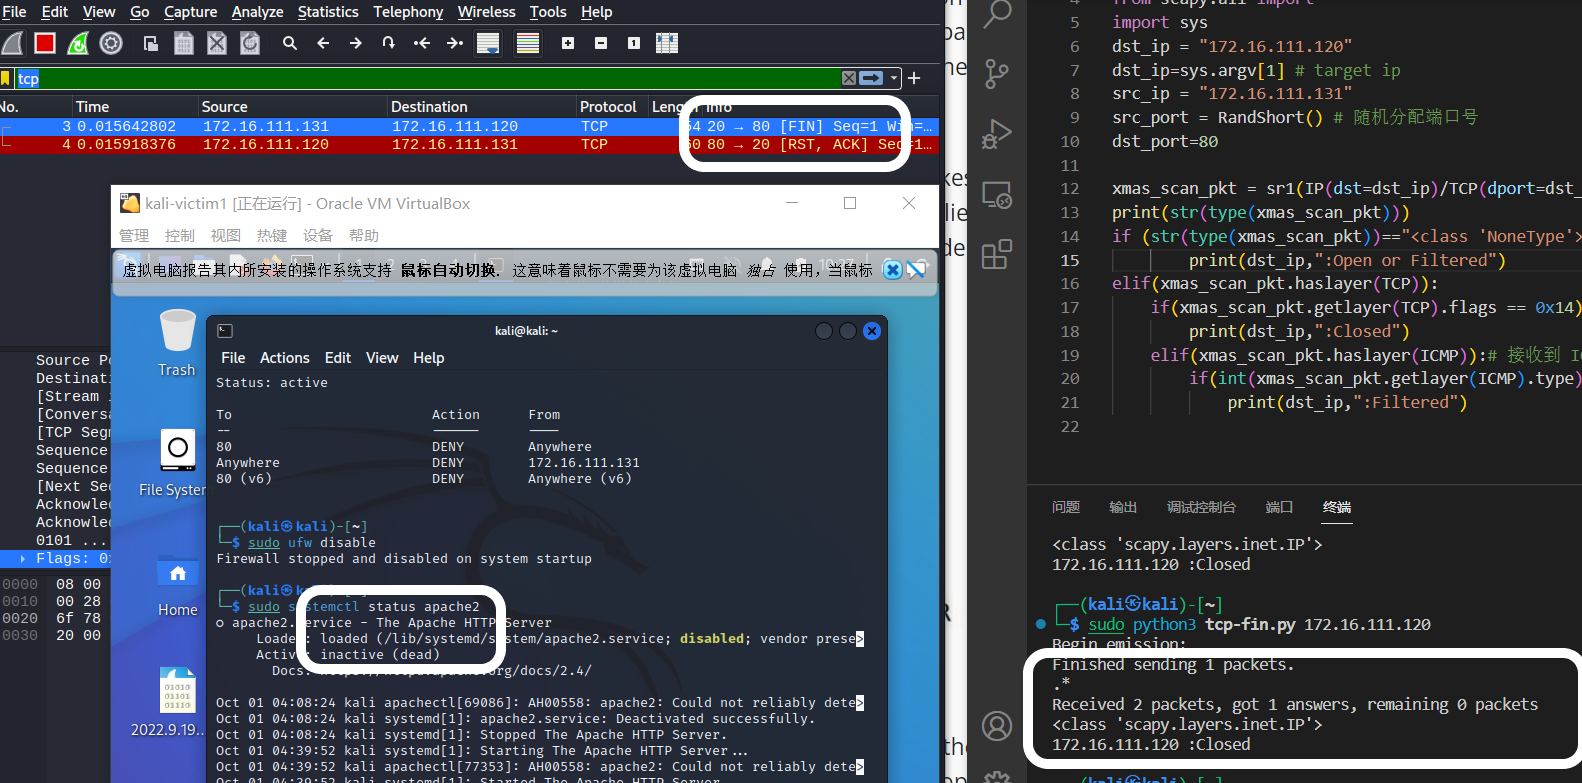 File Edit View Go Capture Analyze Statistics Telephony Wireless Tools Help
tcp
No. Time Source Destination Protocol Info
3 0.015642802 172.16.111.131 172.16.111.120 TCP 54 20 → 80 [FIN] Seq=1 Win=…
4 0.015918376 172.16.111.120 172.16.111.131 TCP 60 80 → 20 [RST, ACK] Seq=1…
kali-victim1 [正在运行] - Oracle VM VirtualBox
管理 控制 视图 热键 设备 帮助
虚拟电脑报告其内所安装的操作系统支持 鼠标自动切换. 这意味着鼠标不需要为该虚拟电脑 独占 使用，当鼠标
Trash
File System
Home
01010
01101
01110
2022.9.19…
kali@kali: ~
File Actions Edit View Help
Status: active
To Action From
-- ------ ----
80 DENY Anywhere
Anywhere DENY 172.16.111.131
80 (v6) DENY Anywhere (v6)
┌──(kali㉿kali)-[~]
└─$ sudo ufw disable
Firewall stopped and disabled on system startup
┌──(kali㉿kali)-[~]
└─$ sudo systemctl status apache2
○ apache2.service - The Apache HTTP Server
Loaded: loaded (/lib/systemd/system/apache2.service; disabled; vendor prese>
Active: inactive (dead)
Docs: https://httpd.apache.org/docs/2.4/
Oct 01 04:08:24 kali apachectl[69086]: AH00558: apache2: Could not reliably dete>
Oct 01 04:08:24 kali systemd[1]: apache2.service: Deactivated successfully.
Oct 01 04:08:24 kali systemd[1]: Stopped The Apache HTTP Server.
Oct 01 04:39:52 kali systemd[1]: Starting The Apache HTTP Server...
Oct 01 04:39:52 kali apachectl[77353]: AH00558: apache2: Could not reliably dete>
Oct 01 04:39:52 kali systemd[1]: Started The Apache HTTP Server.
Source Po
Destinati
[Stream i
[Conversa
[TCP Segm
Sequence
Sequence
[Next Seq
Acknowled
Acknowled
0101 ....
Flags: 0x
0000 08 00
0010 00 28
0020 6f 78
0030 20 00
4 from scapy.all import
5 import sys
6 dst_ip = "172.16.111.120"
7 dst_ip=sys.argv[1] # target ip
8 src_ip = "172.16.111.131"
9 src_port = RandShort() # 随机分配端口号
10 dst_port=80
11
12 xmas_scan_pkt = sr1(IP(dst=dst_ip)/TCP(dport=dst_
13 print(str(type(xmas_scan_pkt)))
14 if (str(type(xmas_scan_pkt))=="<class 'NoneType'>
15 print(dst_ip,":Open or Filtered")
16 elif(xmas_scan_pkt.haslayer(TCP)):
17 if(xmas_scan_pkt.getlayer(TCP).flags == 0x14)
18 print(dst_ip,":Closed")
19 elif(xmas_scan_pkt.haslayer(ICMP)):# 接收到 IC
20 if(int(xmas_scan_pkt.getlayer(ICMP).type)
21 print(dst_ip,":Filtered")
22
问题 输出 调试控制台 端口 终端
<class 'scapy.layers.inet.IP'>
172.16.111.120 :Closed
┌──(kali㉿kali)-[~]
└─$ sudo python3 tcp-fin.py 172.16.111.120
Begin emission:
Finished sending 1 packets.
.*
Received 2 packets, got 1 answers, remaining 0 packets
<class 'scapy.layers.inet.IP'>
172.16.111.120 :Closed
┌──(kali㉿kali)-[~]